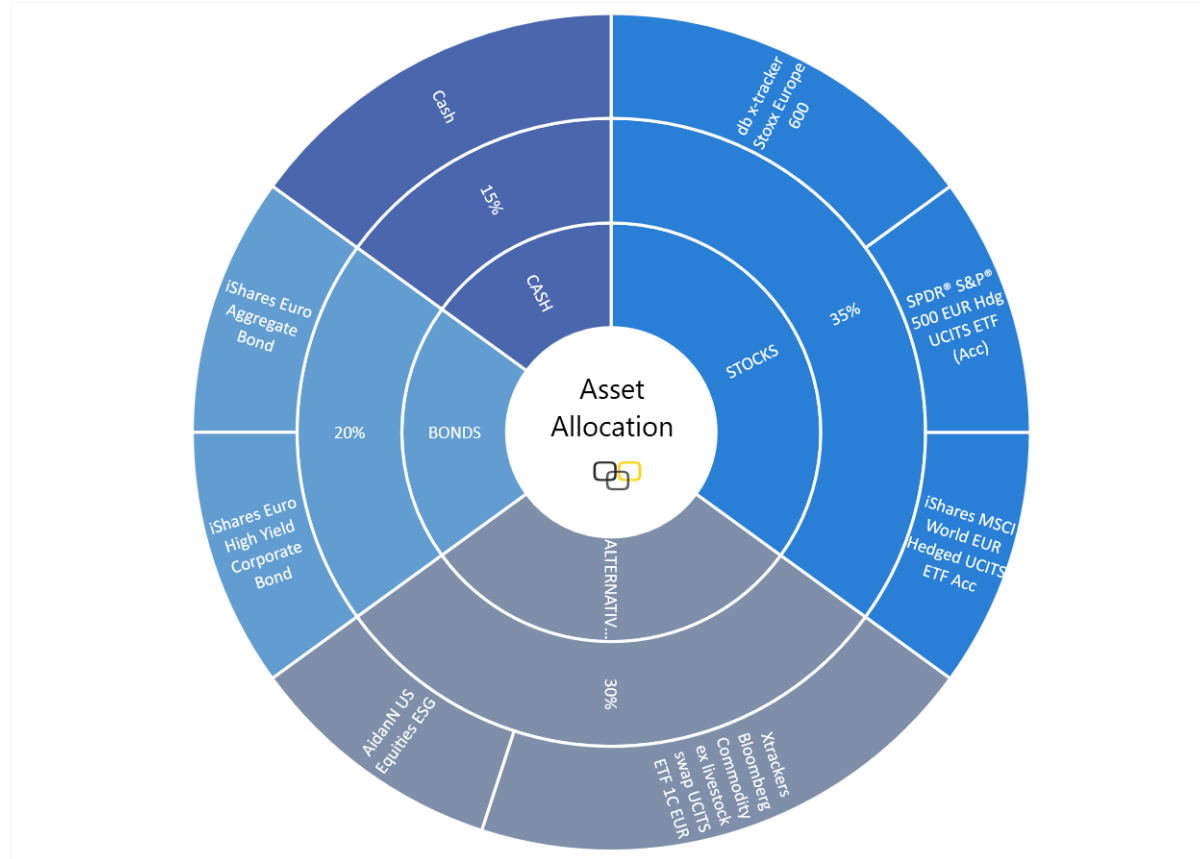 Asset
Allocation
STOCKS
35%
db x-tracker
Stoxx Europe
600
SPDR® S&P®
500 EUR Hdg
UCITS ETF
(Acc)
iShares MSCI
World EUR
Hedged UCITS
ETF Acc
ALTERNATIV...
30%
Xtrackers
Bloomberg
Commodity
ex livestock
swap UCITS
ETF 1C EUR
AidanN US
Equities ESG
BONDS
20%
iShares Euro
High Yield
Corporate
Bond
iShares Euro
Aggregate
Bond
CASH
15%
Cash